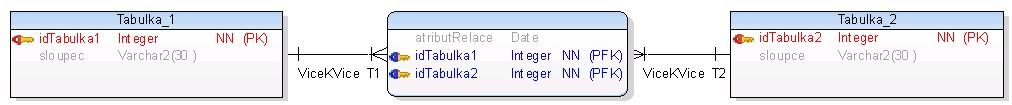 Tabulka_1
idTabulka1 Integer NN (PK)
sloupec Varchar2(30 )
ViceKVice T1
atributRelace Date
idTabulka1 Integer NN (PFK)
idTabulka2 Integer NN (PFK)
ViceKVice T2
Tabulka_2
idTabulka2 Integer NN (PK)
sloupce Varchar2(30 )